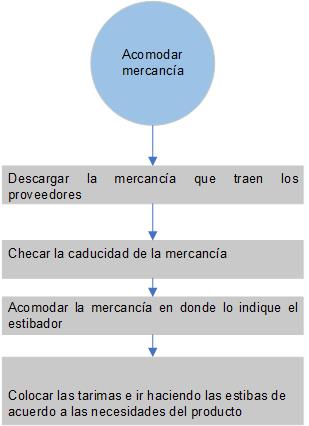 Acomodar
mercancía
Descargar la mercancía que traen los
proveedores
Checar la caducidad de la mercancía
Acomodar la mercancía en donde lo indique el
estibador
Colocar las tarimas e ir haciendo las estibas de
acuerdo a las necesidades del producto